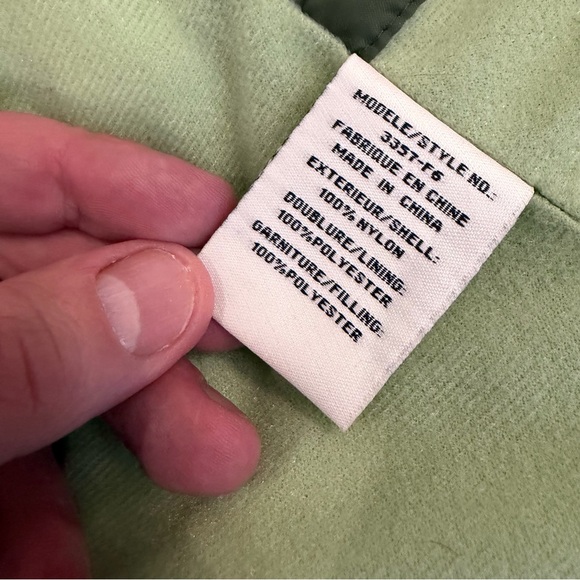 MODELE/STYLE NO.:
3357-F6
FABRIQUE EN CHINE
MADE IN CHINA
EXTERIEUR/SHELL:
100%NYLON
DOUBLURE/LINING:
100%POLYESTER
GARNITURE/FILLING:
100%POLYESTER